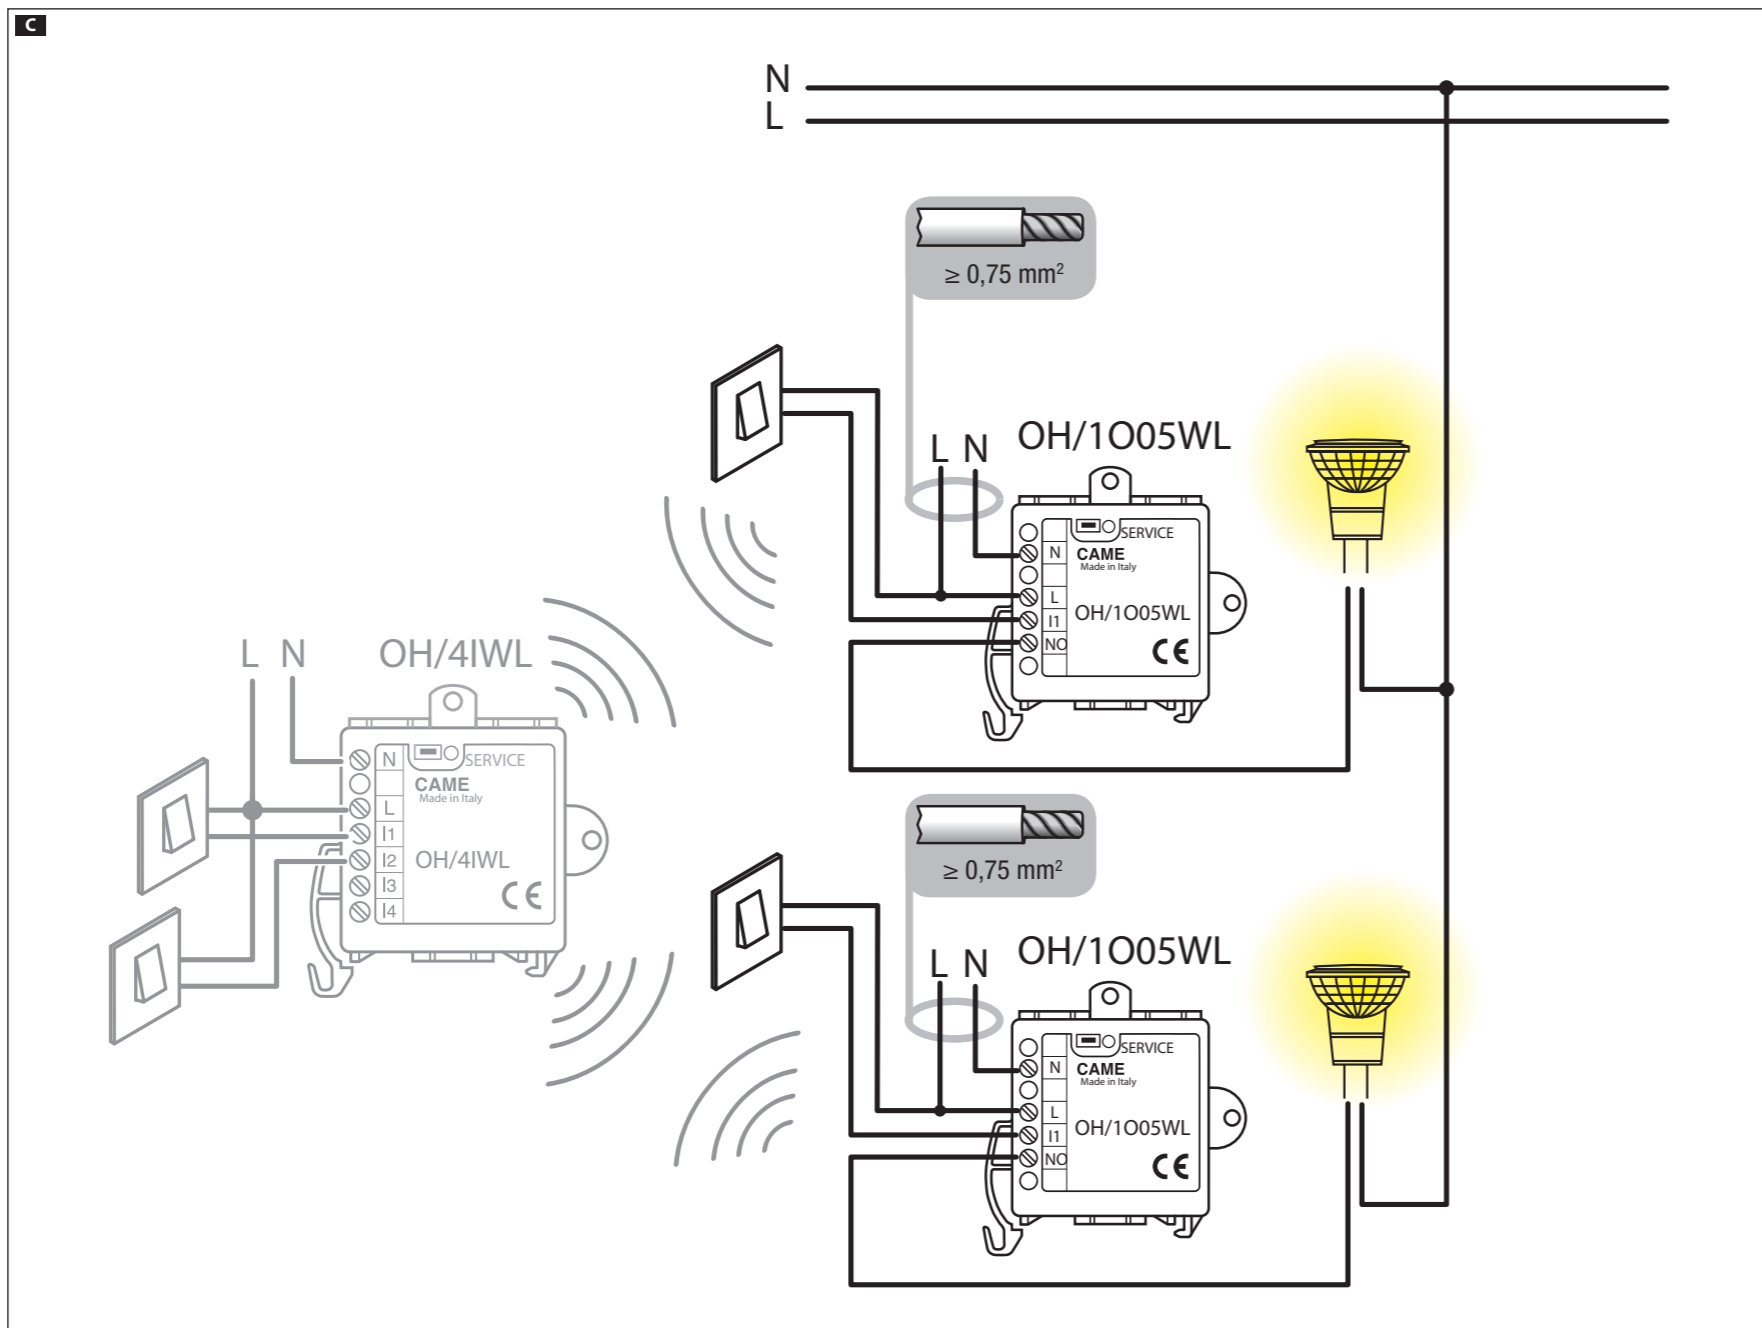 C
N
L
≥ 0,75 mm²
L N OH/1O05WL
SERVICE
N CAME
Made in Italy
L
I1 OH/1O05WL
NO CE
L N OH/4IWL
N SERVICE
CAME
Made in Italy
L
I1
I2 OH/4IWL
I3
I4 CE
≥ 0,75 mm²
L N OH/1O05WL
SERVICE
N CAME
Made in Italy
L
I1 OH/1O05WL
NO CE